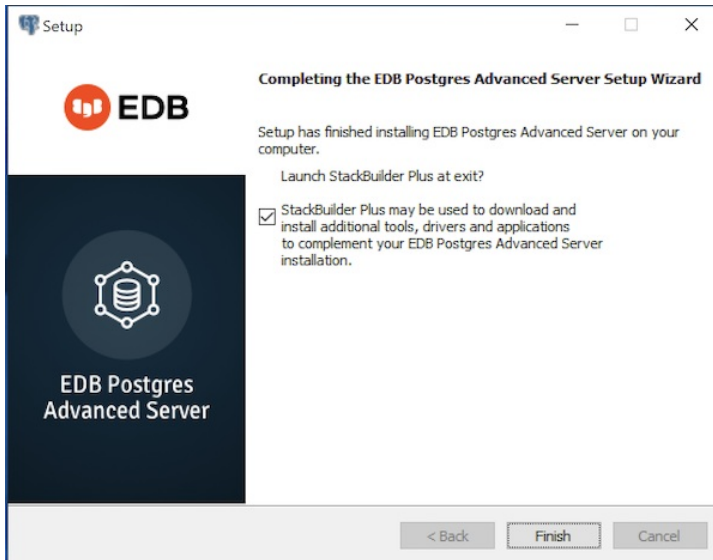 Setup
EDB
Completing the EDB Postgres Advanced Server Setup Wizard
Setup has finished installing EDB Postgres Advanced Server on your
computer.
Launch StackBuilder Plus at exit?
StackBuilder Plus may be used to download and
install additional tools, drivers and applications
to complement your EDB Postgres Advanced Server
installation.
EDB Postgres
Advanced Server
< Back
Finish
Cancel